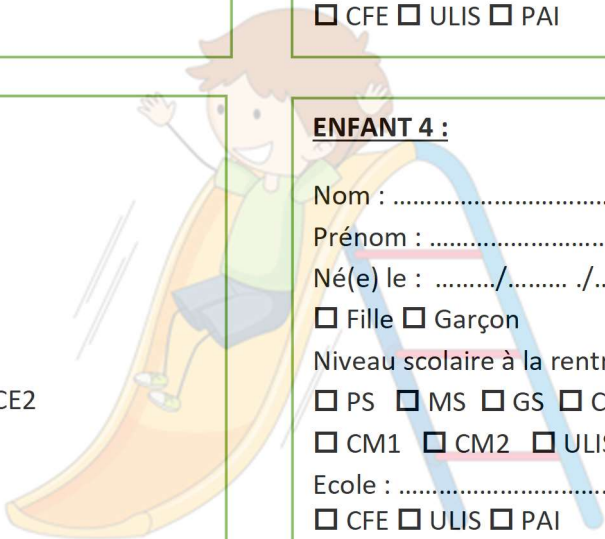 ☐ CFE ☐ ULIS ☐ PAI
ENFANT 4 :
Nom : ................................
Prénom : ..........................
Né(e) le : ........./......... ./..
☐ Fille ☐ Garçon
Niveau scolaire à la rentr
☐ PS ☐ MS ☐ GS ☐ C
CE2
☐ CM1 ☐ CM2 ☐ ULIS
Ecole : ...............................
☐ CFE ☐ ULIS ☐ PAI